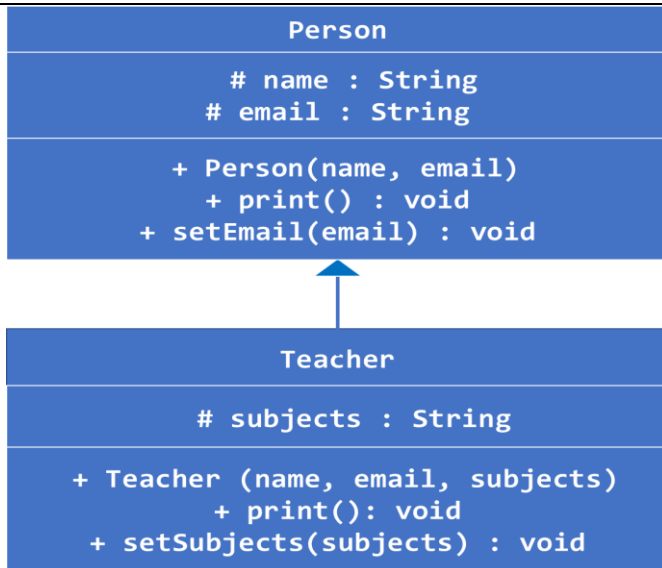 Person
# name : String
# email : String
+ Person(name, email)
+ print() : void
+ setEmail(email) : void
Teacher
# subjects : String
+ Teacher (name, email, subjects)
+ print(): void
+ setSubjects(subjects) : void